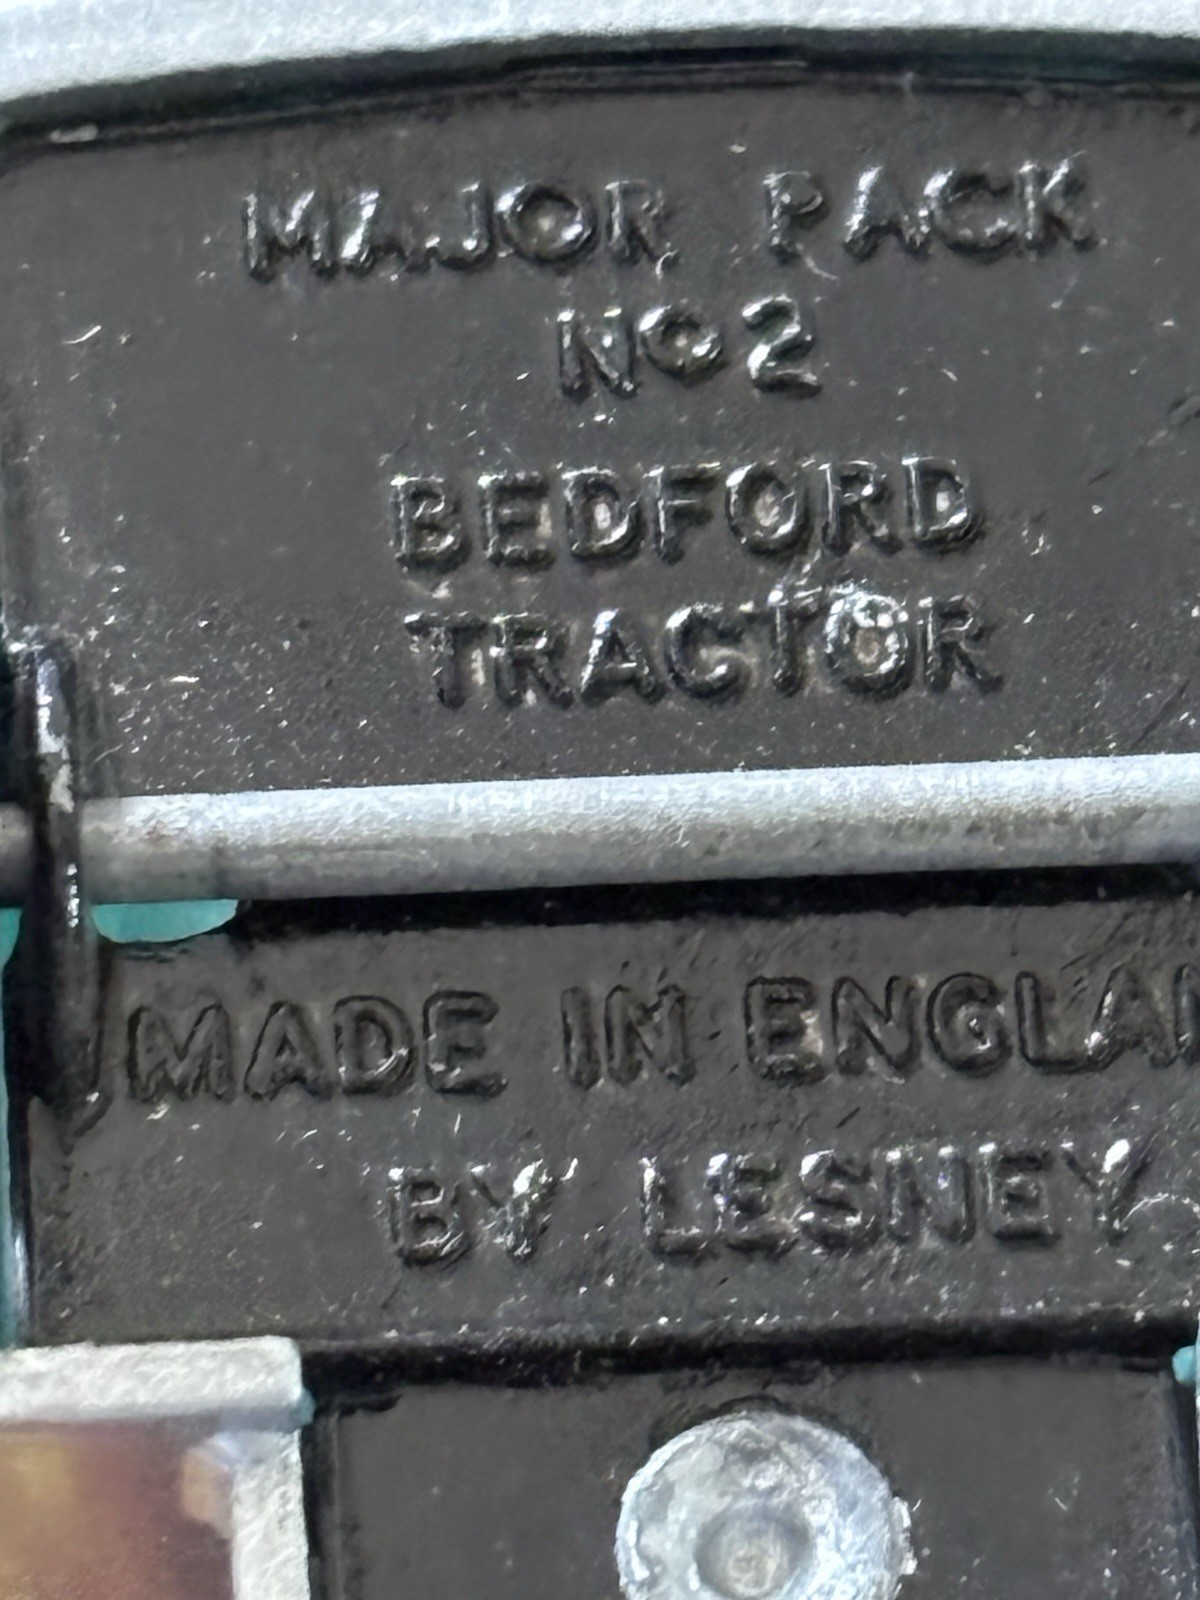 MAJOR PACK
No 2
BEDFORD
TRACTOR
MADE IN ENGLAN
BY LESNEY